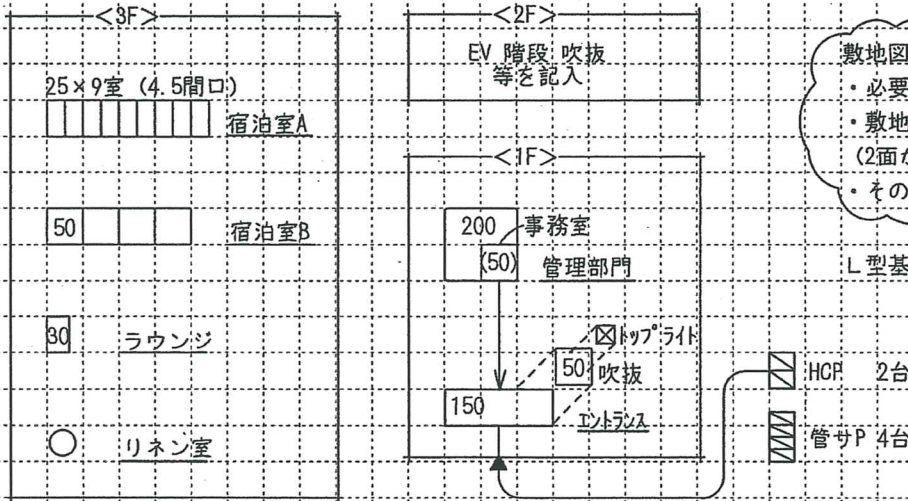 <3F>
25×9室 (4.5間口)
宿泊室A
50
宿泊室B
30
ラウンジ
リネン室
<2F>
EV 階段 吹抜
等を記入
<1F>
200
事務室
(50)
管理部門
トップライト
50
吹抜
150
エントランス
敷地図
・必要
・敷地
(2面が
・その
L型基
HCP 2台
管サP 4台